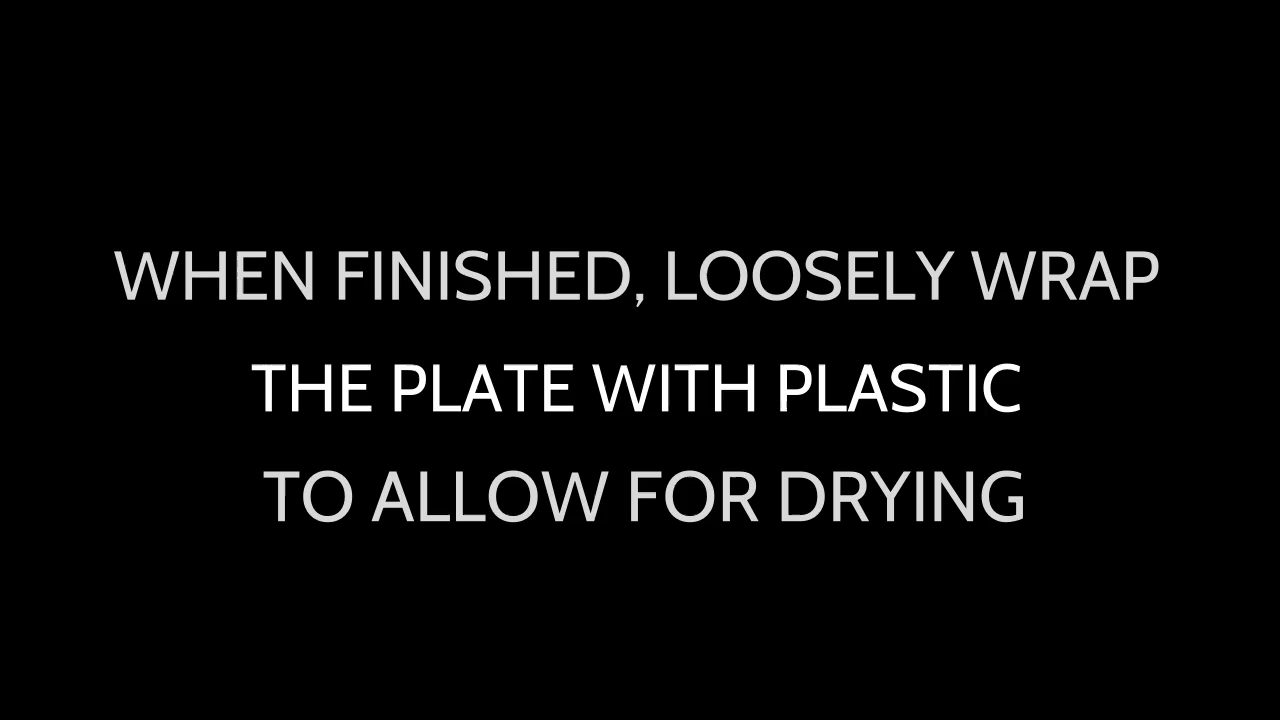 WHEN FINISHED, LOOSELY WRAP
THE PLATE WITH PLASTIC
TO ALLOW FOR DRYING